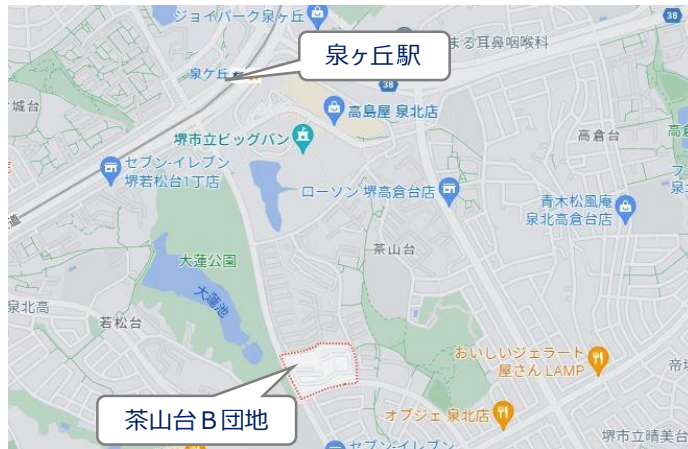 ジョイパーク泉ヶ丘
38
泉ヶ丘駅
まる耳鼻咽喉科
泉ケ丘
38
高島屋 泉北店
城台
堺市立ビッグバン
高倉台
セブン-イレブン
堺若松台1丁店
ローソン 堺高倉台店
青木松風庵
泉北高倉台店
茶山台
大蓮公園
大蓮池
泉北高
若松台
おいしいジェラート
屋さん LAMP
茶山台B団地
オブジェ 泉北店
セブン-イレブン
堺市立晴美台